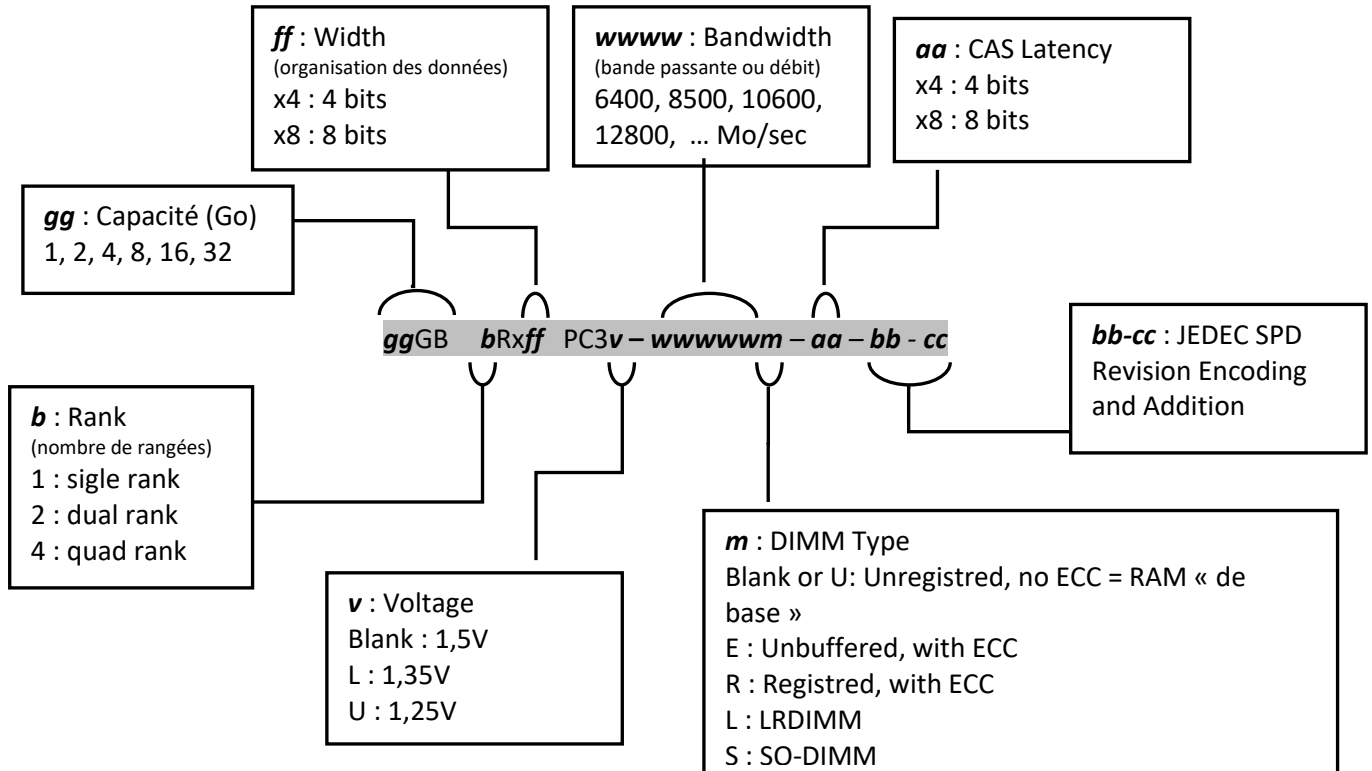 ff : Width
(organisation des données)
x4 : 4 bits
x8 : 8 bits
wwww : Bandwidth
(bande passante ou débit)
6400, 8500, 10600,
12800, ... Mo/sec
aa : CAS Latency
x4 : 4 bits
x8 : 8 bits
gg : Capacité (Go)
1, 2, 4, 8, 16, 32
ggGB bRxff PC3v – wwwwwm – aa – bb - cc
bb-cc : JEDEC SPD
Revision Encoding
and Addition
b : Rank
(nombre de rangées)
1 : sigle rank
2 : dual rank
4 : quad rank
v : Voltage
Blank : 1,5V
L : 1,35V
U : 1,25V
m : DIMM Type
Blank or U: Unregistred, no ECC = RAM « de
base »
E : Unbuffered, with ECC
R : Registred, with ECC
L : LRDIMM
S : SO-DIMM